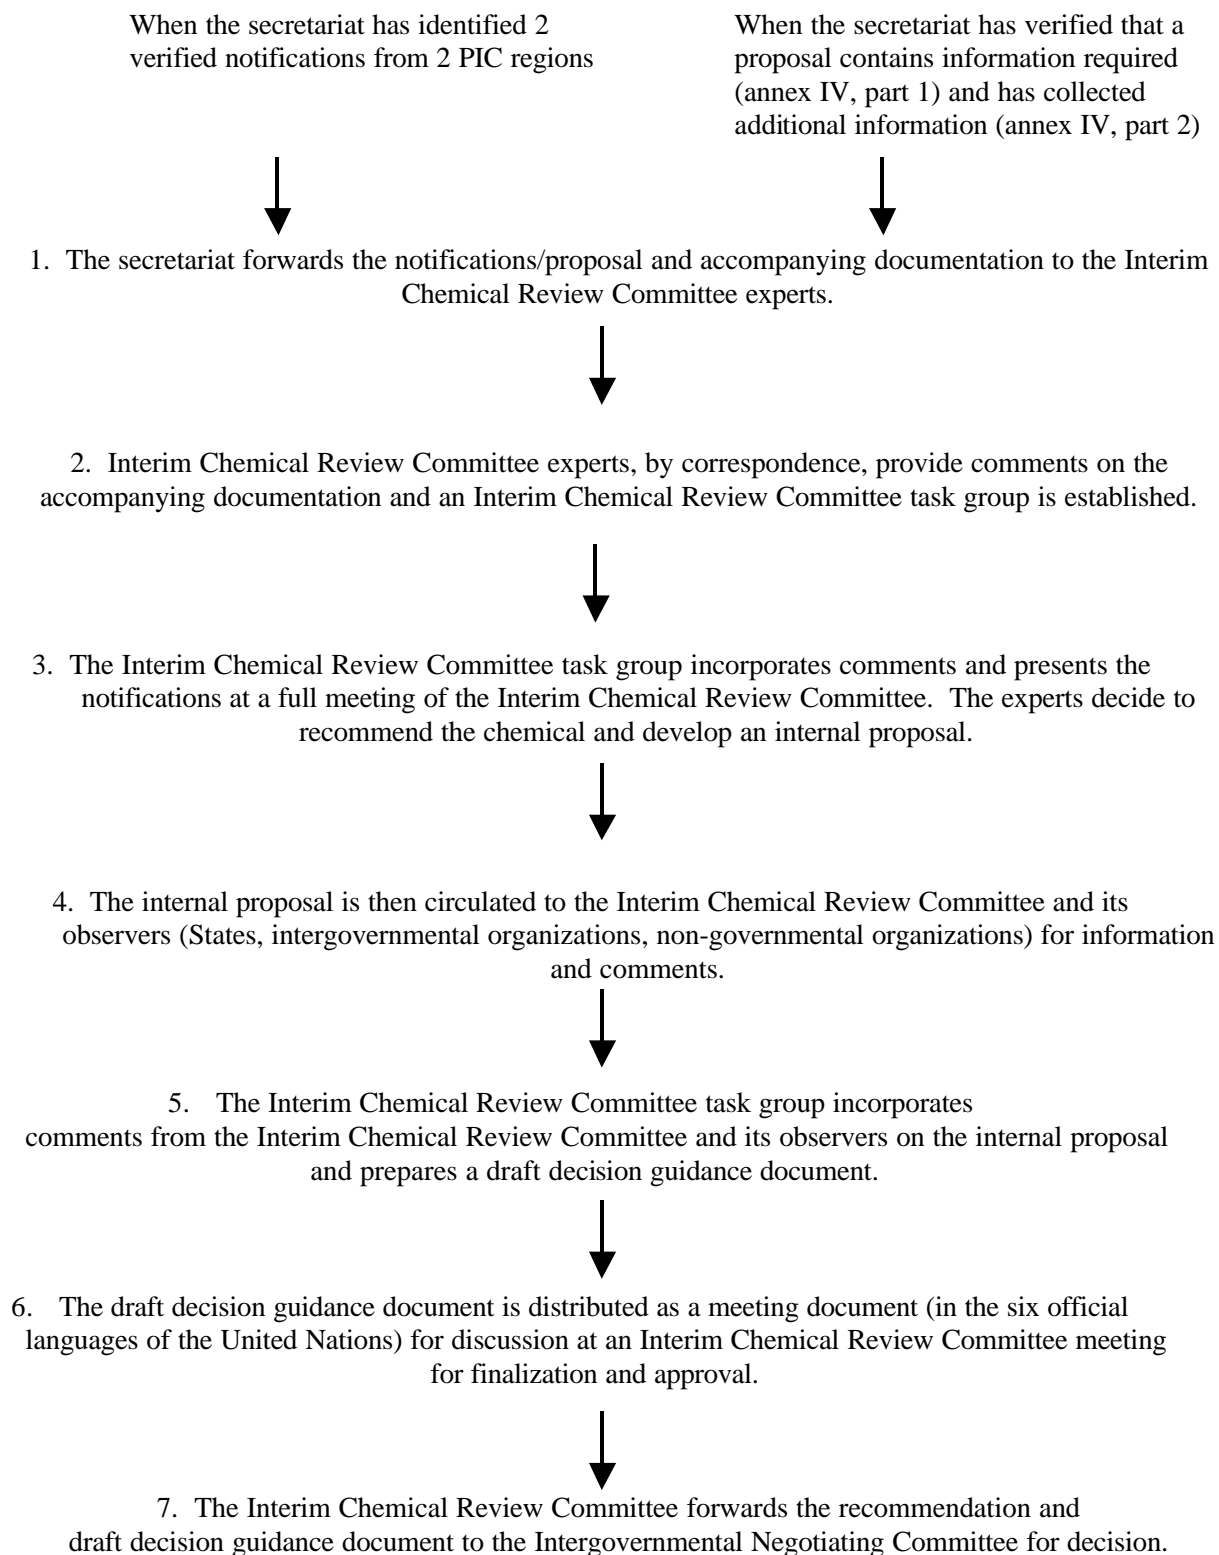 When the secretariat has identified 2
verified notifications from 2 PIC regions
When the secretariat has verified that a
proposal contains information required
(annex IV, part 1) and has collected
additional information (annex IV, part 2)
1. The secretariat forwards the notifications/proposal and accompanying documentation to the Interim
Chemical Review Committee experts.
2. Interim Chemical Review Committee experts, by correspondence, provide comments on the
accompanying documentation and an Interim Chemical Review Committee task group is established.
3. The Interim Chemical Review Committee task group incorporates comments and presents the
notifications at a full meeting of the Interim Chemical Review Committee. The experts decide to
recommend the chemical and develop an internal proposal.
4. The internal proposal is then circulated to the Interim Chemical Review Committee and its
observers (States, intergovernmental organizations, non-governmental organizations) for information
and comments.
5. The Interim Chemical Review Committee task group incorporates
comments from the Interim Chemical Review Committee and its observers on the internal proposal
and prepares a draft decision guidance document.
6. The draft decision guidance document is distributed as a meeting document (in the six official
languages of the United Nations) for discussion at an Interim Chemical Review Committee meeting
for finalization and approval.
7. The Interim Chemical Review Committee forwards the recommendation and
draft decision guidance document to the Intergovernmental Negotiating Committee for decision.